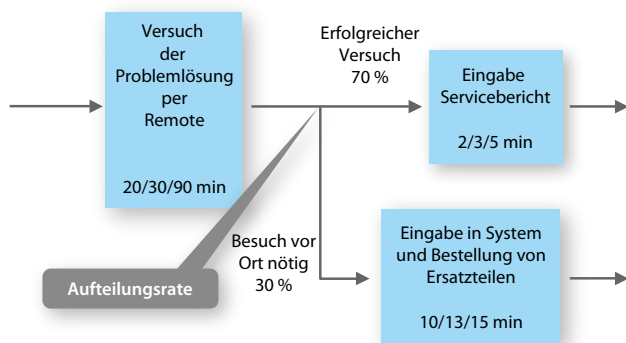 Versuch
der
Problemlösung
per
Remote
20/30/90 min
Erfolgreicher
Versuch
70 %
Eingabe
Servicebericht
2/3/5 min
Besuch vor
Ort nötig
30 %
Aufteilungsrate
Eingabe in System
und Bestellung von
Ersatzteilen
10/13/15 min